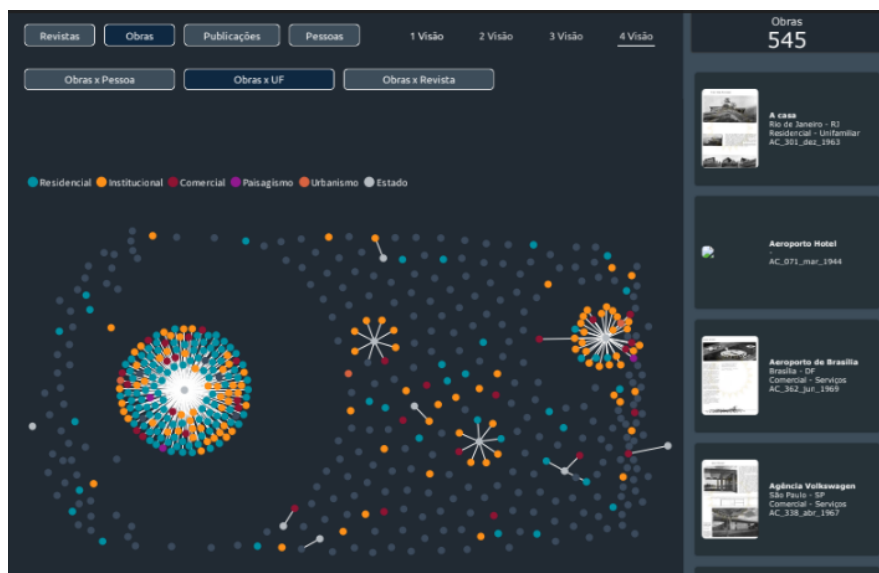 Revistas
Obras
Publicações
Pessoas
1 Visão
2 Visão
3 Visão
4 Visão
Obras x Pessoa
Obras x UF
Obras x Revista
Residencial
Institucional
Comercial
Paisagismo
Urbanismo
Estado
Obras
545
A casa
Rio de Janeiro - RJ
Residencial - Unifamiliar
AC_301_dez_1963
Aeroporto Hotel
-
AC_071_mar_1944
Aeroporto de Brasília
Brasília - DF
Comercial - Serviços
AC_362_jun_1969
Agência Volkswagen
São Paulo - SP
Comercial - Serviços
AC_338_abr_1967